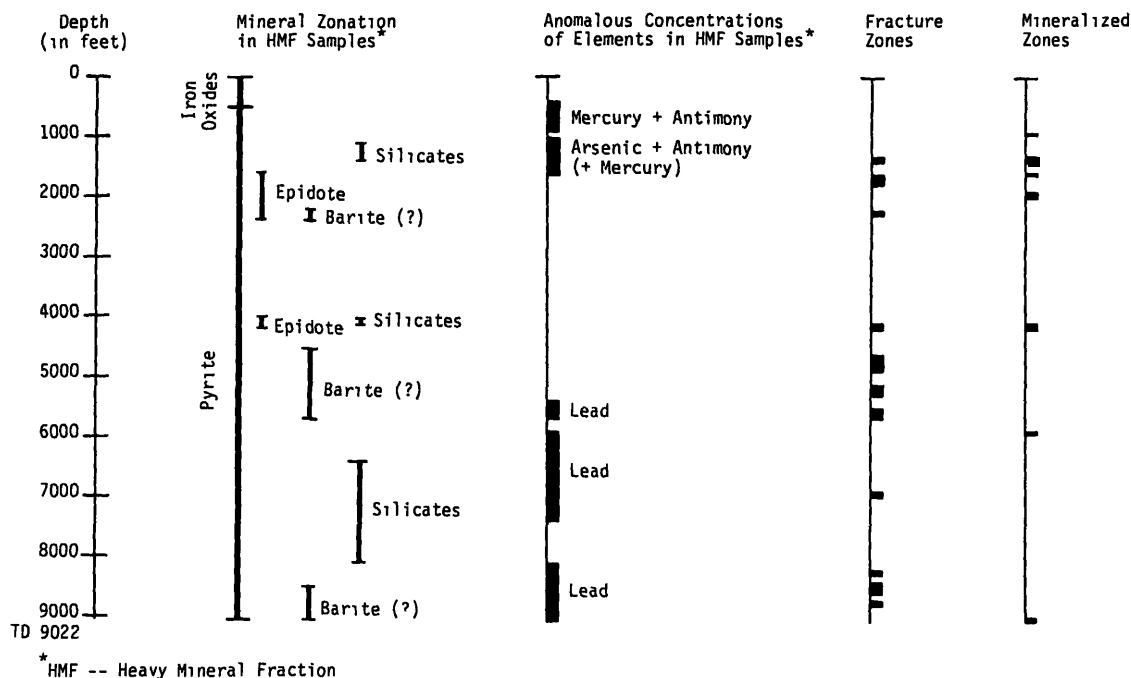 Depth
(in feet)
Mineral Zonation
in HMF Samples*
Anomalous Concentrations
of Elements in HMF Samples*
Fracture
Zones
Mineralized
Zones
0
1000
2000
3000
4000
5000
6000
7000
8000
9000
TD 9022
Iron
Oxides
Pyrite
Silicates
Epidote
Barite (?)
Epidote
Silicates
Barite (?)
Silicates
Barite (?)
Mercury + Antimony
Arsenic + Antimony
(+ Mercury)
Lead
Lead
Lead
*HMF -- Heavy Mineral Fraction